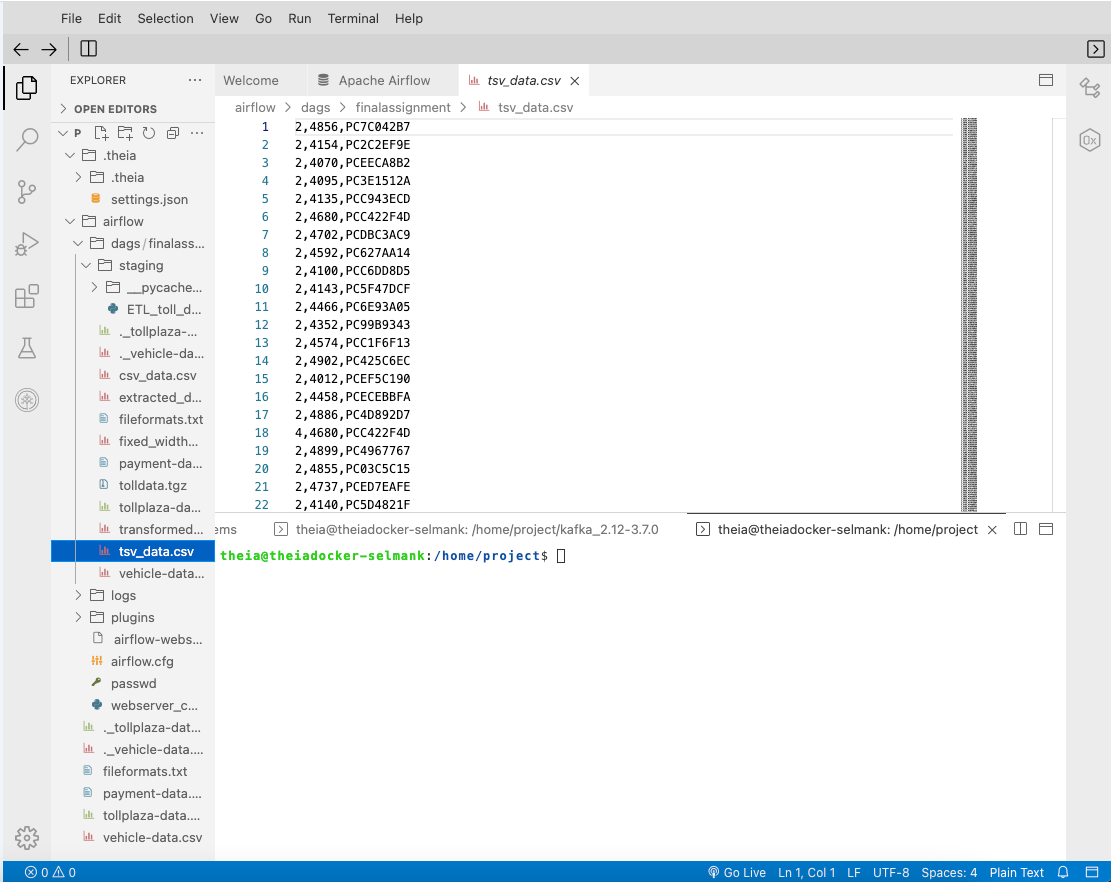 File Edit Selection View Go Run Terminal Help
EXPLORER ...
Welcome
Apache Airflow
tsv_data.csv
OPEN EDITORS
airflow > dags > finalassignment > tsv_data.csv
P
.theia
.theia
settings.json
airflow
dags/finalass...
staging
__pycache...
ETL_toll_d...
._tollplaza-...
._vehicle-da...
csv_data.csv
extracted_d...
fileformats.txt
fixed_width...
payment-da...
tolldata.tgz
tollplaza-da...
transformed...
tsv_data.csv
vehicle-data...
logs
plugins
airflow-webs...
airflow.cfg
passwd
webserver_c...
._tollplaza-dat...
._vehicle-data....
fileformats.txt
payment-data....
tollplaza-data....
vehicle-data.csv
1 2,4856,PC7C042B7
2 2,4154,PC2C2EF9E
3 2,4070,PCEECA8B2
4 2,4095,PC3E1512A
5 2,4135,PCC943ECD
6 2,4680,PCC422F4D
7 2,4702,PCDBC3AC9
8 2,4592,PC627AA14
9 2,4100,PCC6DD8D5
10 2,4143,PC5F47DCF
11 2,4466,PC6E93A05
12 2,4352,PC99B9343
13 2,4574,PCC1F6F13
14 2,4902,PC425C6EC
15 2,4012,PCEF5C190
16 2,4458,PCECEBBFA
17 2,4886,PC4D892D7
18 4,4680,PCC422F4D
19 2,4899,PC4967767
20 2,4855,PC03C5C15
21 2,4737,PCED7EAFE
22 2,4140,PC5D4821F
ems
theia@theiadocker-selmank: /home/project/kafka_2.12-3.7.0
theia@theiadocker-selmank: /home/project
theia@theiadocker-selmank:/home/project$
0x
0 0
Go Live Ln 1, Col 1 LF UTF-8 Spaces: 4 Plain Text